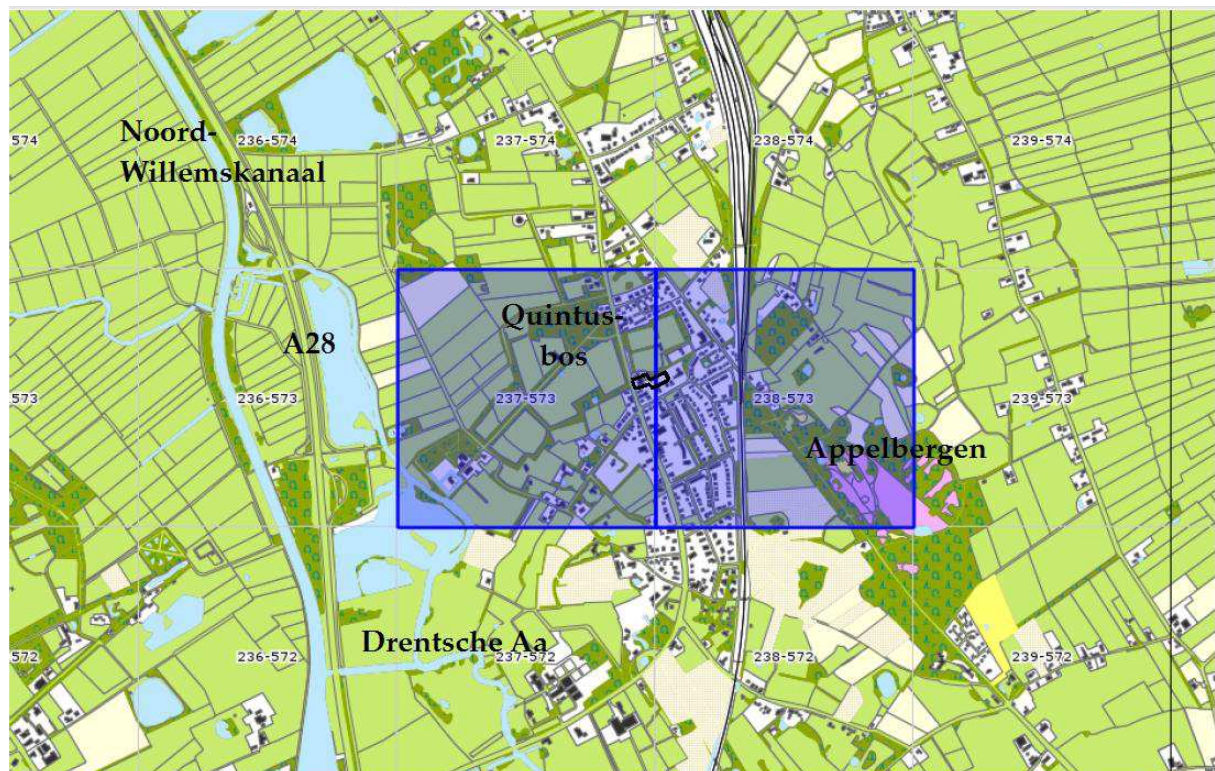 574
Noord-
Willemskanaal
236-574
237-574
238-574
239-574
Quintus-
bos
A28
573
236-573
237-573
238-573
239-573
Appelbergen
572
Drentsche Aa
236-572
237-572
238-572
239-572